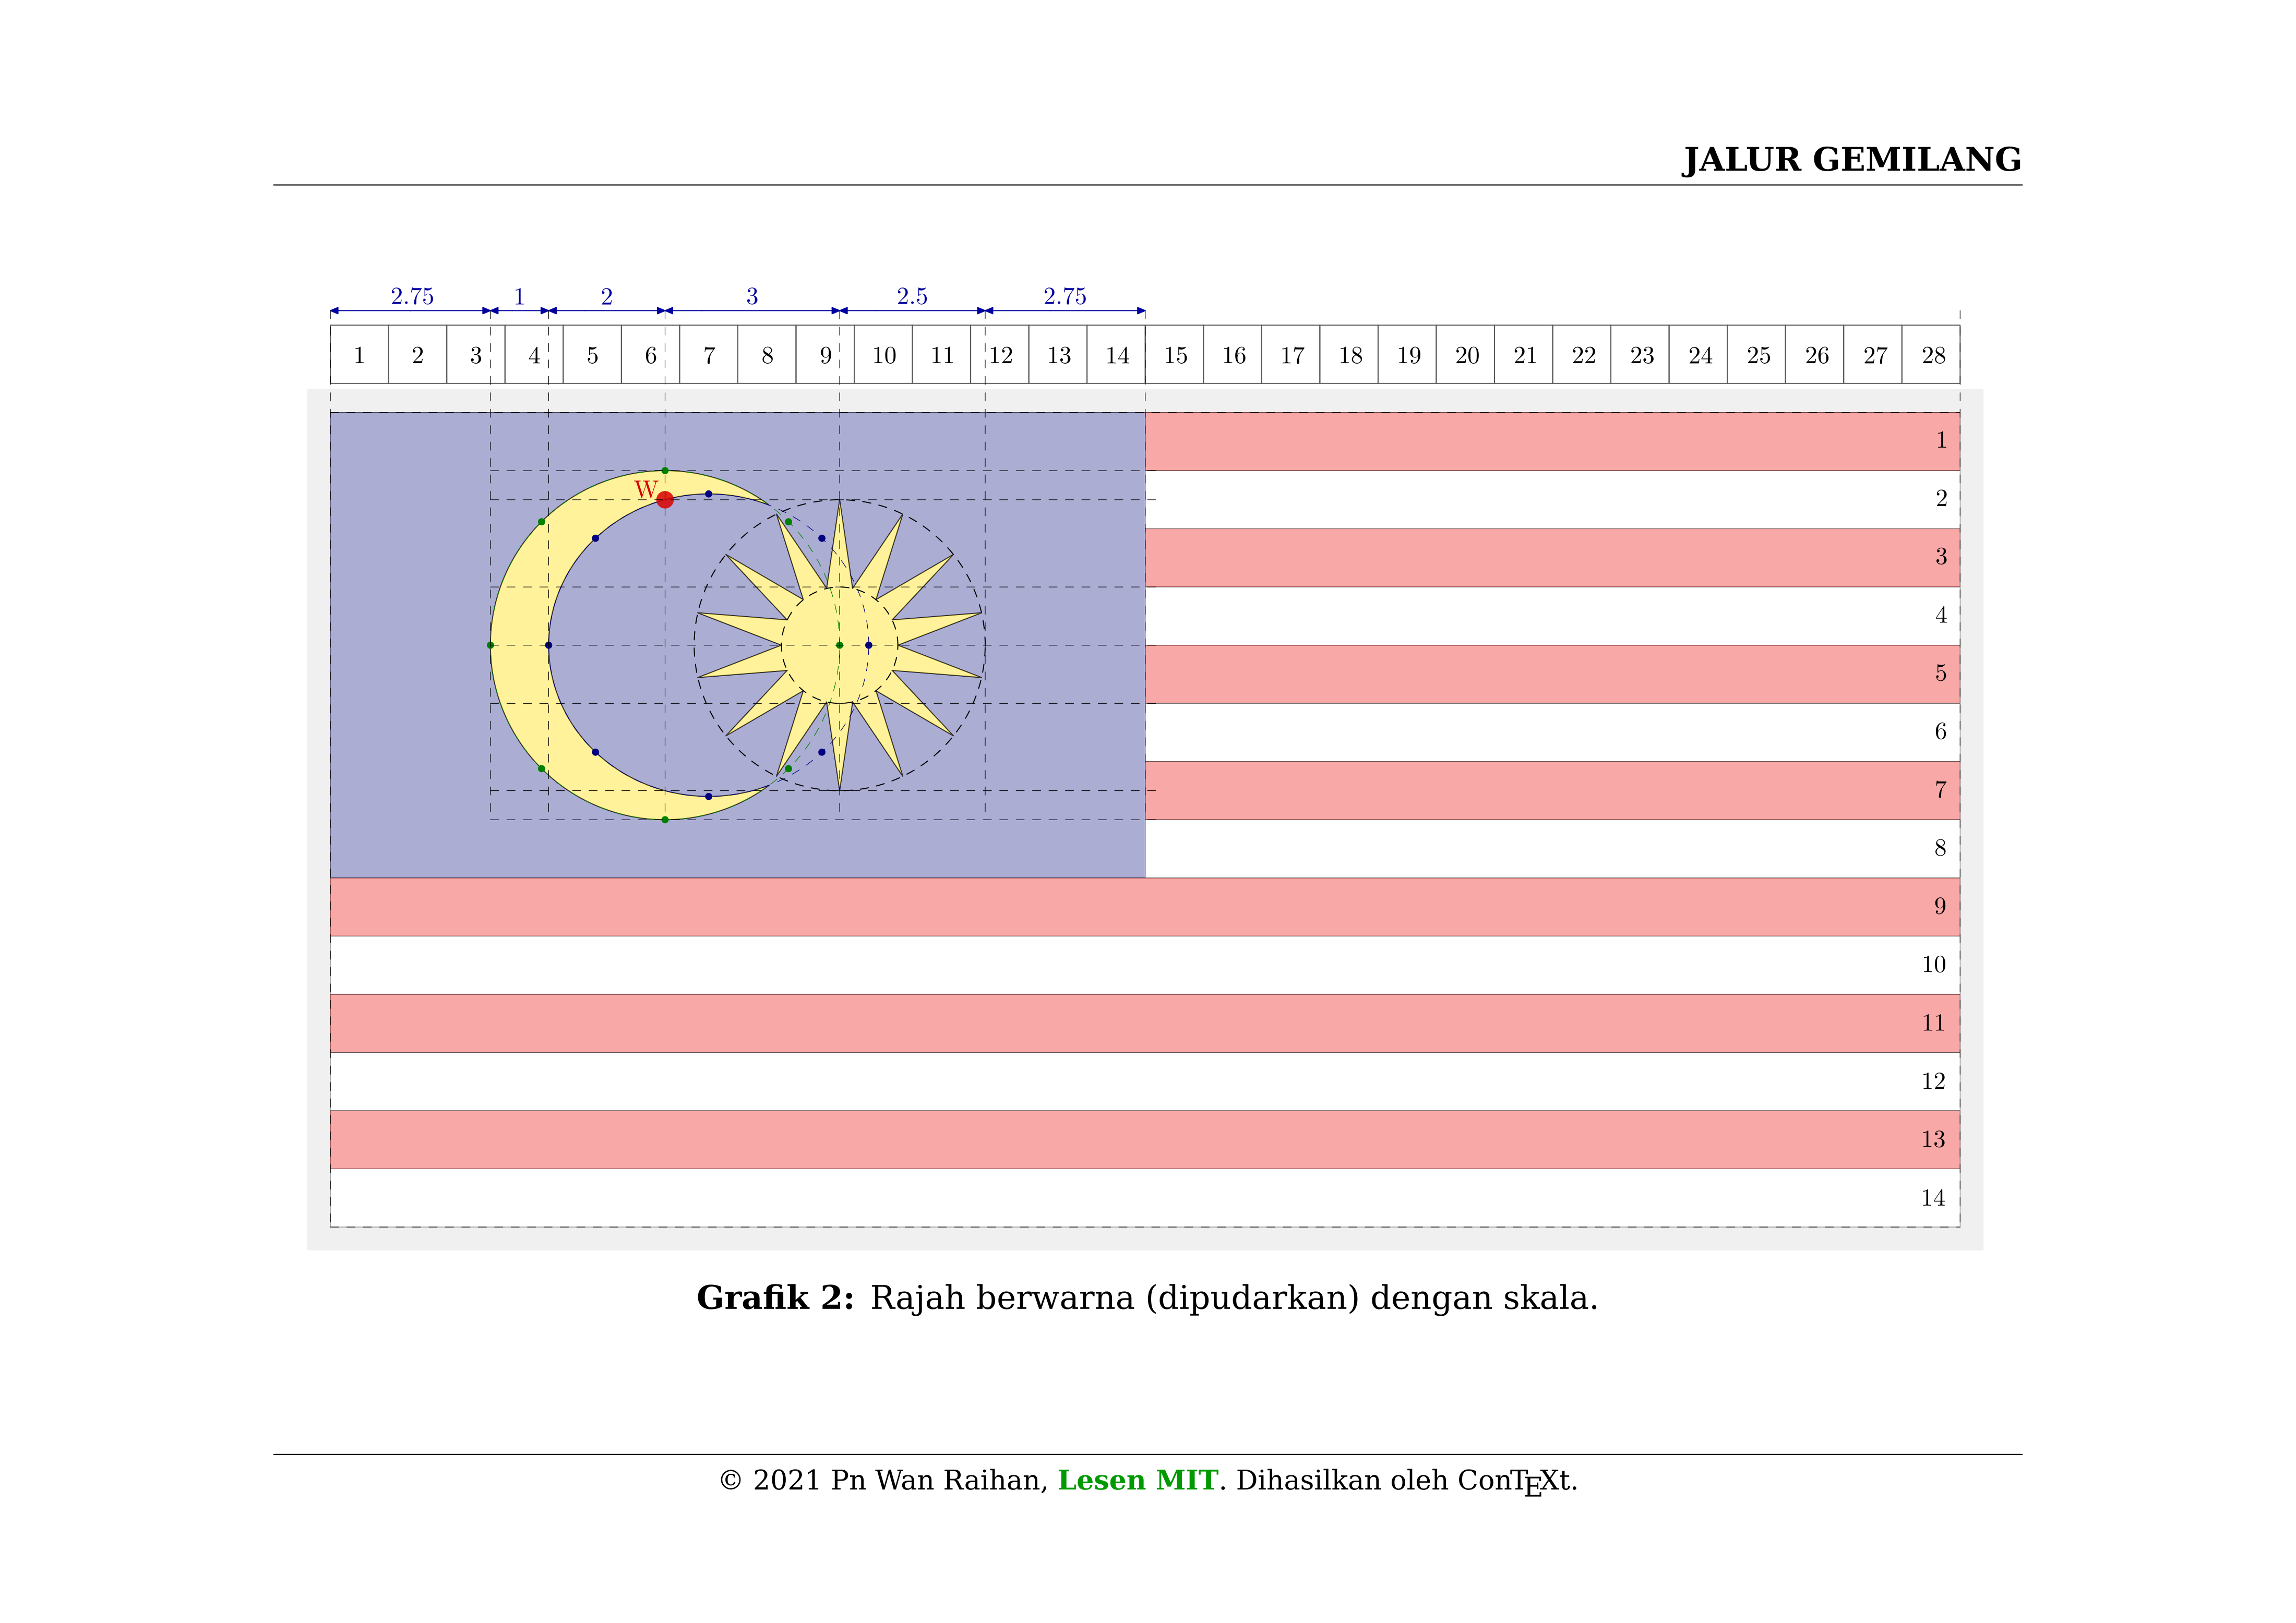 JALUR GEMILANG
2.75 1 2 3 2.5 2.75
1 2 3 4 5 6 7 8 9 10 11 12 13 14 15 16 17 18 19 20 21 22 23 24 25 26 27 28
1
W
2
3
4
5
6
7
8
9
10
11
12
13
14
Grafik 2: Rajah berwarna (dipudarkan) dengan skala.
© 2021 Pn Wan Raihan, Lesen MIT. Dihasilkan oleh ConTEXt.